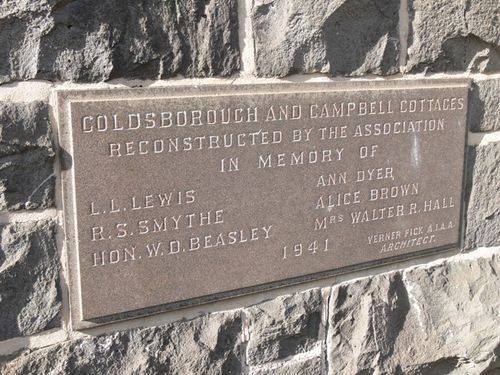 GOLDSBOROUGH AND CAMPBELL COTTAGES
RECONSTRUCTED BY THE ASSOCIATION
IN MEMORY OF
L.L. LEWIS
R.S. SMYTHE
HON. W.D. BEASLEY
ANN DYER
ALICE BROWN
MRS WALTER R. HALL
1941
VERNER FICK A.I.A.A.
ARCHITECT.